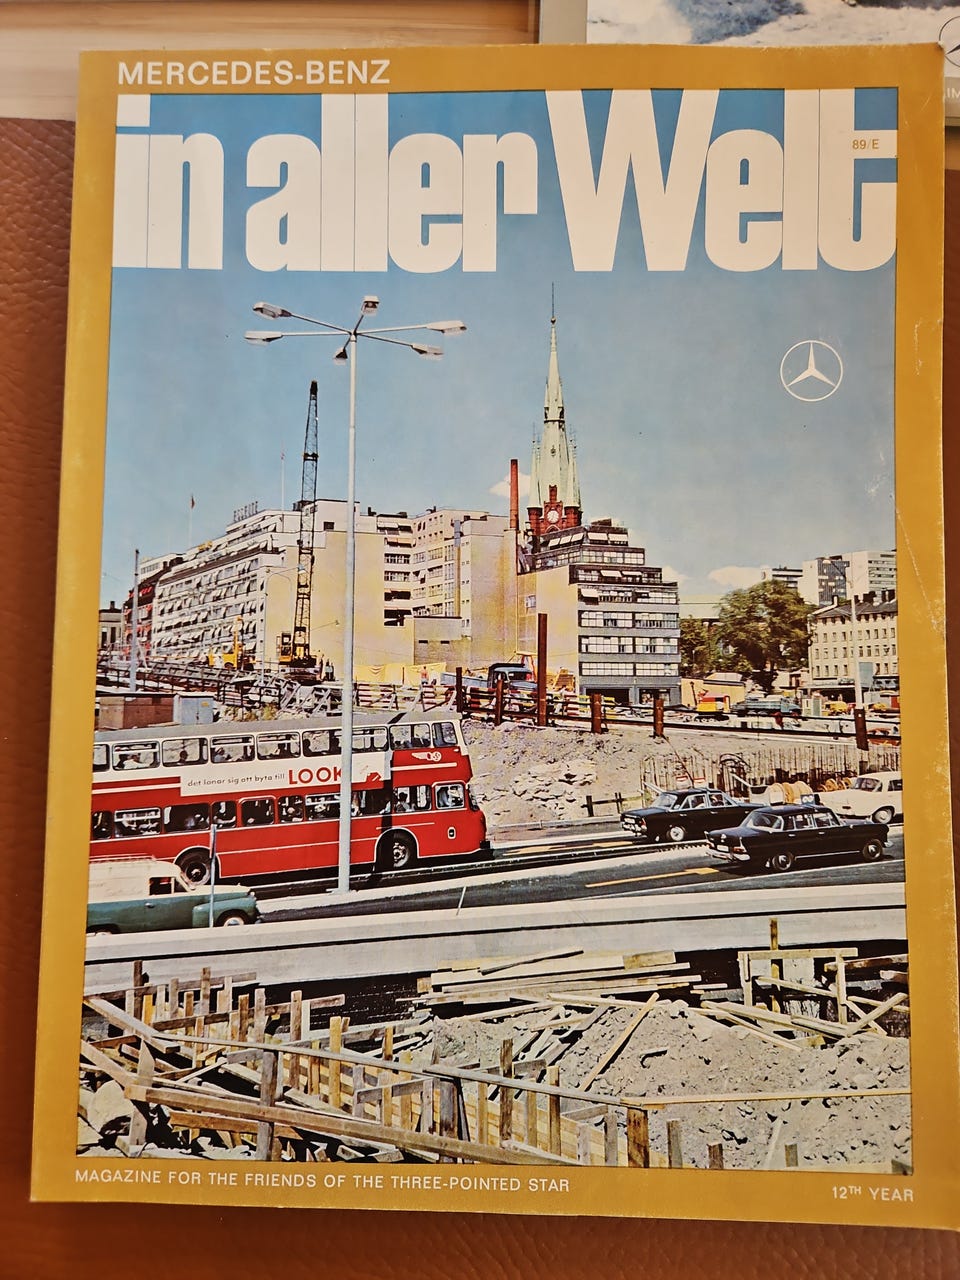 MERCEDES-BENZ
in aller Welt
89/E
det lönar sig att byta till LOOK
MAGAZINE FOR THE FRIENDS OF THE THREE-POINTED STAR
12TH YEAR